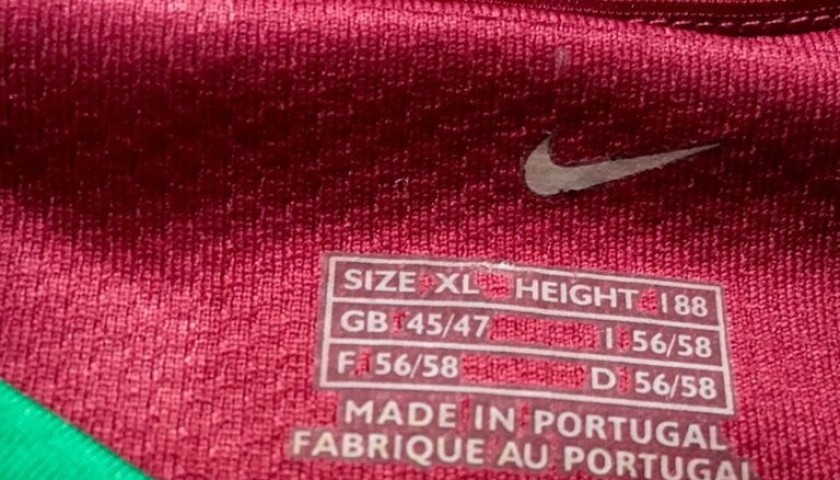 SIZE XL HEIGHT 188
GB 45/47 I 56/58
F 56/58 D 56/58
MADE IN PORTUGAL
FABRIQUE AU PORTUGAL